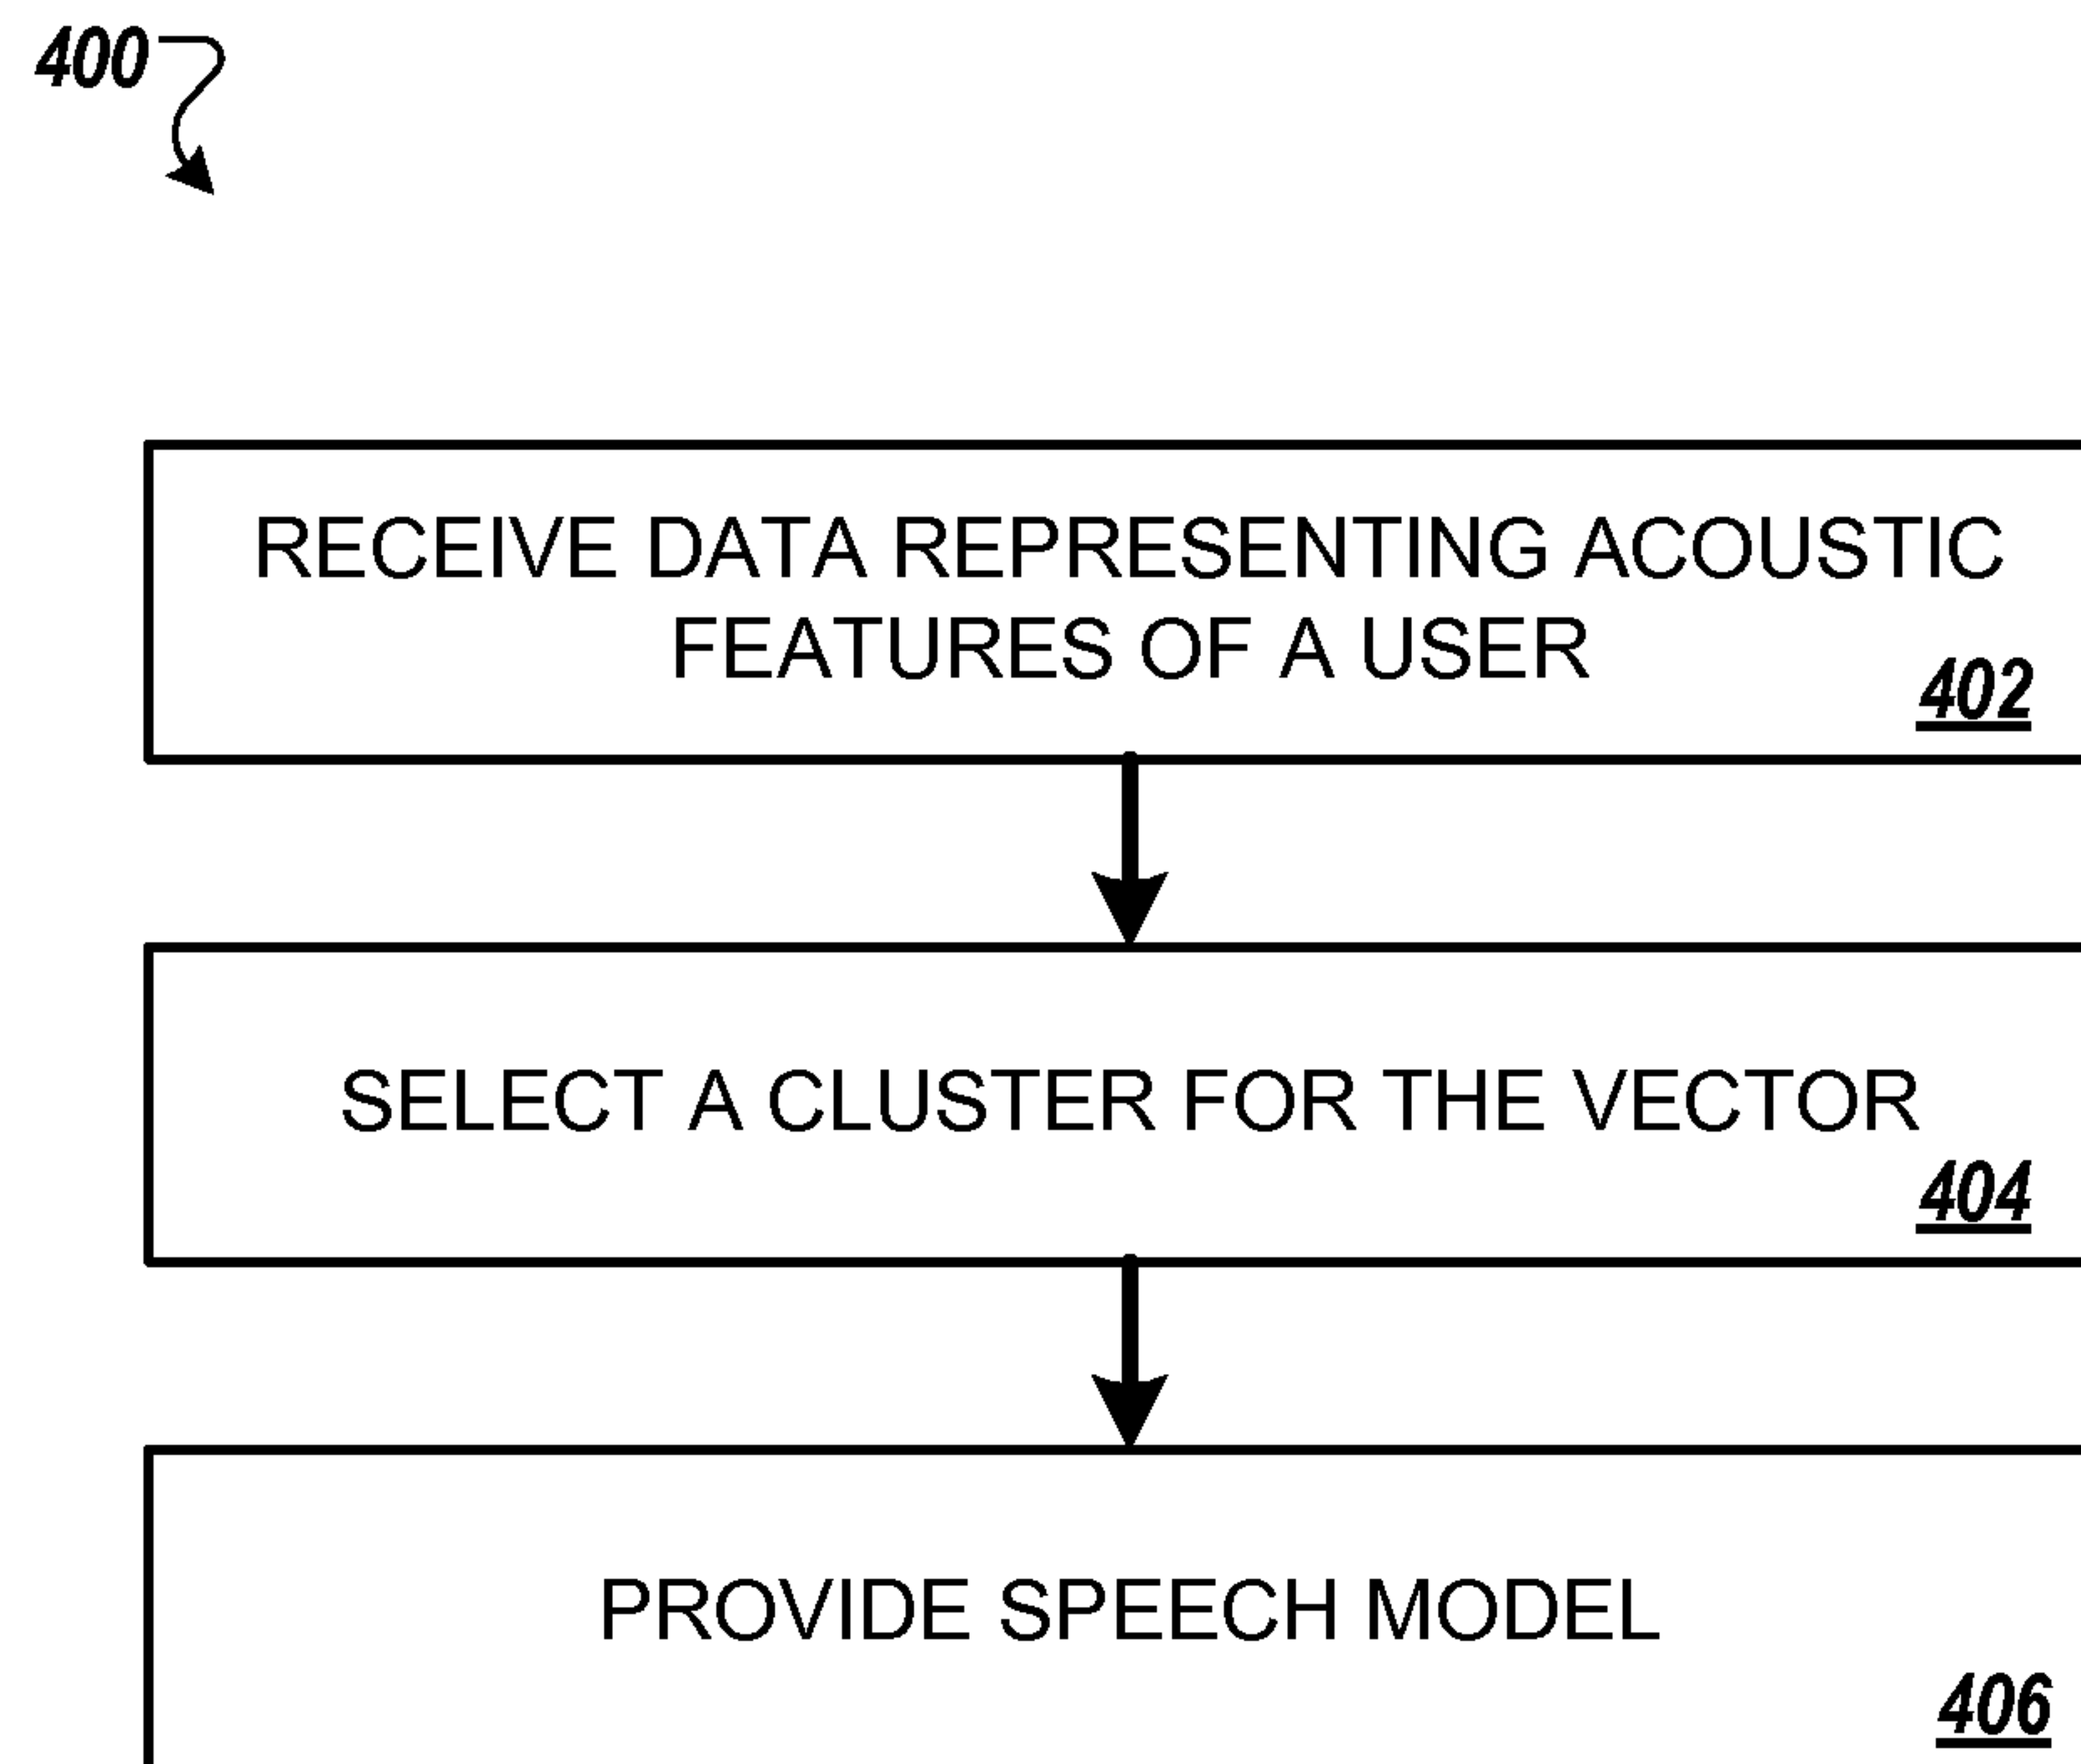 400
RECEIVE DATA REPRESENTING ACOUSTIC
FEATURES OF A USER
402
SELECT A CLUSTER FOR THE VECTOR
404
PROVIDE SPEECH MODEL
406